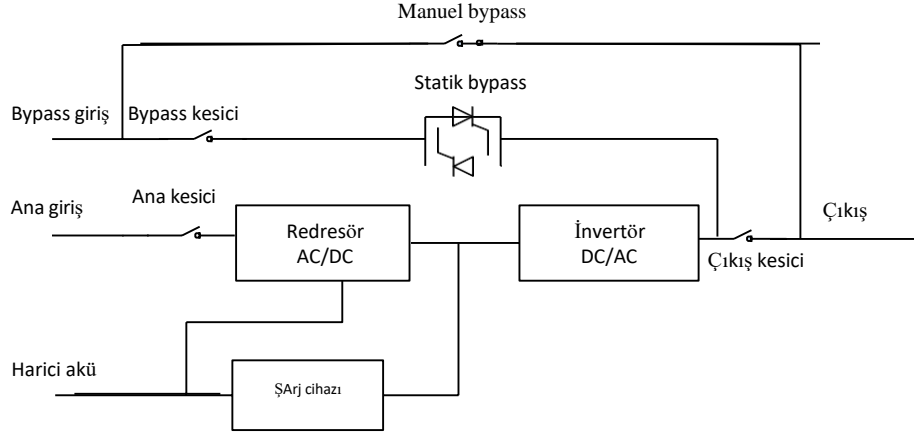 Manuel bypass
Statik bypass
Bypass giriş
Bypass kesici
Ana giriş
Ana kesici
Redresör
AC/DC
İnvertör
DC/AC
Çıkış
Çıkış kesici
Harici akü
ŞArj cihazı